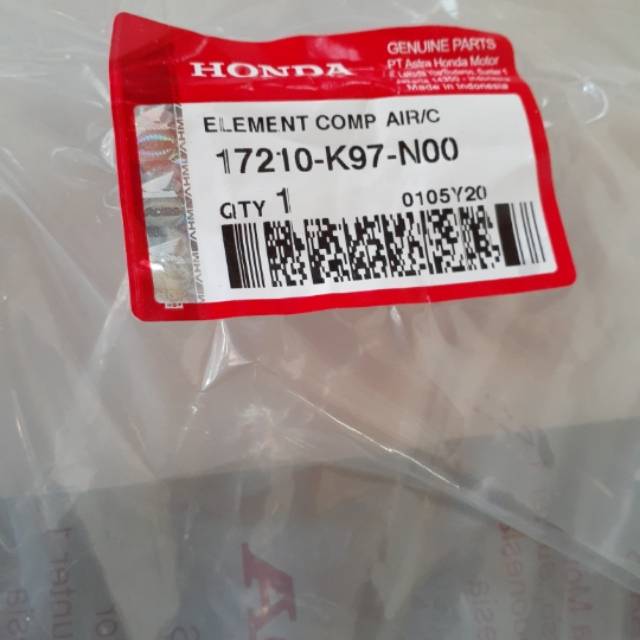 HONDA
GENUINE PARTS
PT Astra Honda Motor
Made in Indonesia
ELEMENT COMP AIR/C
17210-K97-N00
QTY 1
0105Y20